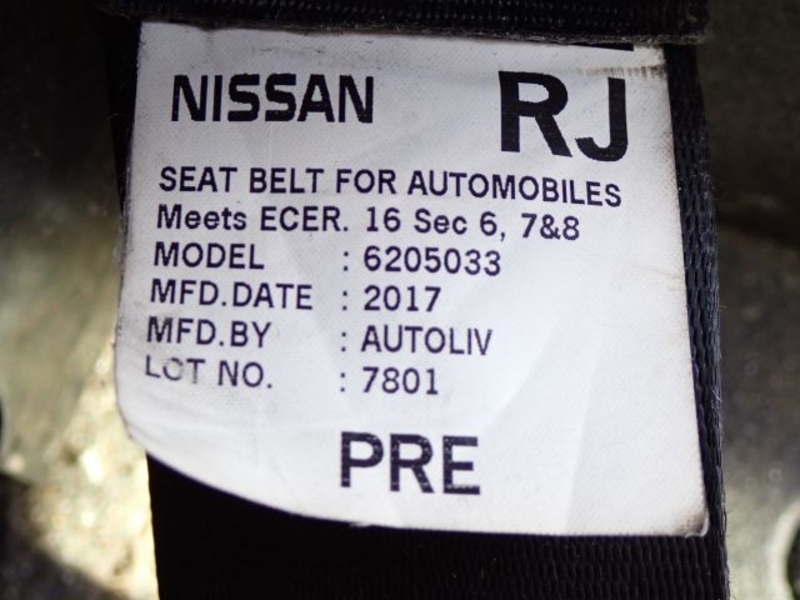 NISSAN RJ
SEAT BELT FOR AUTOMOBILES
Meets ECER. 16 Sec 6, 7&8
MODEL : 6205033
MFD.DATE : 2017
MFD.BY : AUTOLIV
LOT NO. : 7801
PRE